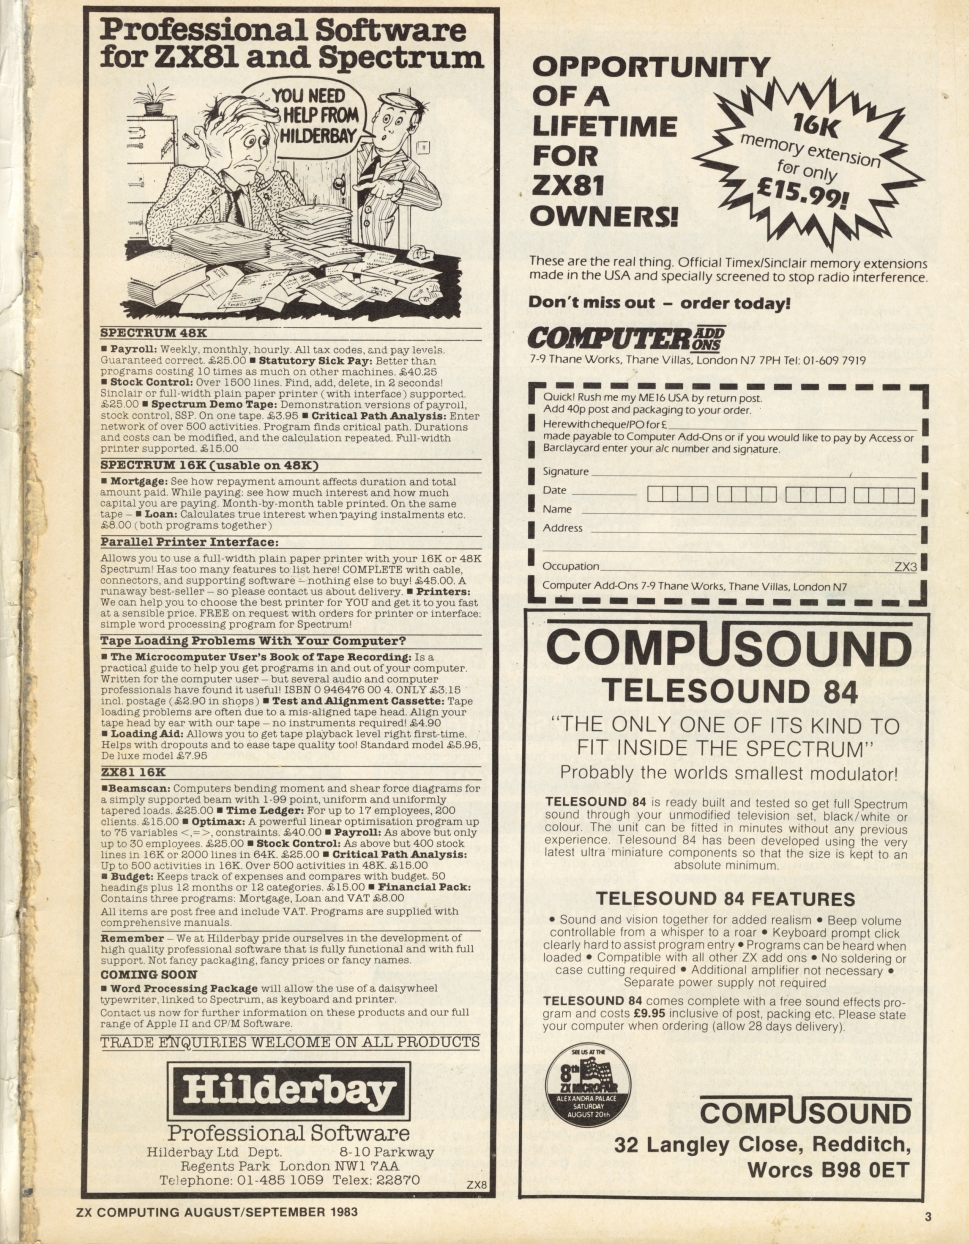 Professional Software
for ZX81 and Spectrum
YOU NEED
HELP FROM
HILDERBAY
SPECTRUM 48K
■ Payroll: Weekly, monthly, hourly. All tax codes, and pay levels.
Guaranteed correct. £25.00 ■ Statutory Sick Pay: Better than
programs costing 10 times as much on other machines. £40.25
■ Stock Control: Over 1500 lines. Find, add, delete, in 2 seconds!
Sinclair or full-width plain paper printer (with interface) supported.
£25.00 ■ Spectrum Demo Tape: Demonstration versions of payroll,
stock control, SSP. On one tape. £3.95 ■ Critical Path Analysis: Enter
network of over 500 activities. Program finds critical path. Durations
and costs can be modified, and the calculation repeated. Full-width
printer supported. £15.00
SPECTRUM 16K (usable on 48K)
■ Mortgage: See how repayment amount affects duration and total
amount paid. While paying: see how much interest and how much
capital you are paying. Month-by-month table printed. On the same
tape – ■ Loan: Calculates true interest when paying instalments etc.
£8.00 (both programs together)
Parallel Printer Interface:
Allows you to use a full-width plain paper printer with your 16K or 48K
Spectrum! Has too many features to list here! COMPLETE with cable,
connectors, and supporting software – nothing else to buy! £45.00. A
runaway best-seller – so please contact us about delivery. ■ Printers:
We can help you to choose the best printer for YOU and get it to you fast
at a sensible price. FREE on request with orders for printer or interface:
simple word processing program for Spectrum!
Tape Loading Problems With Your Computer?
■ The Microcomputer User's Book of Tape Recording: Is a
practical guide to help you get programs in and out of your computer.
Written for the computer user – but several audio and computer
professionals have found it useful! ISBN 0 946476 00 4. ONLY £3.15
incl. postage (£2.90 in shops) ■ Test and Alignment Cassette: Tape
loading problems are often due to a mis-aligned tape head. Align your
tape head by ear with our tape – no instruments required! £4.90
■ Loading Aid: Allows you to get tape playback level right first-time.
Helps with dropouts and to ease tape quality too! Standard model £5.95,
De luxe model £7.95
ZX81 16K
■Beamscan: Computers bending moment and shear force diagrams for
a simply supported beam with 1-99 point, uniform and uniformly
tapered loads. £25.00 ■ Time Ledger: For up to 17 employees, 200
clients. £15.00 ■ Optimax: A powerful linear optimisation program up
to 75 variables <,=>, constraints. £40.00 ■ Payroll: As above but only
up to 30 employees. £25.00 ■ Stock Control: As above but 400 stock
lines in 16K or 2000 lines in 64K. £25.00 ■ Critical Path Analysis:
Up to 500 activities in 16K. Over 500 activities in 48K. £15.00
■ Budget: Keeps track of expenses and compares with budget. 50
headings plus 12 months or 12 categories. £15.00 ■ Financial Pack:
Contains three programs: Mortgage, Loan and VAT £8.00
All items are post free and include VAT. Programs are supplied with
comprehensive manuals.
Remember – We at Hilderbay pride ourselves in the development of
high quality professional software that is fully functional and with full
support. Not fancy packaging, fancy prices or fancy names.
COMING SOON
■ Word Processing Package will allow the use of a daisywheel
typewriter, linked to Spectrum, as keyboard and printer.
Contact us now for further information on these products and our full
range of Apple II and CP/M Software.
TRADE ENQUIRIES WELCOME ON ALL PRODUCTS
Hilderbay
Professional Software
Hilderbay Ltd Dept. 8-10 Parkway
Regents Park London NW1 7AA
Telephone: 01-485 1059 Telex: 22870
ZX8
OPPORTUNITY
OF A
LIFETIME
FOR
ZX81
OWNERS!
16K
memory extension
for only
£15.99!
These are the real thing. Official Timex/Sinclair memory extensions
made in the USA and specially screened to stop radio interference.
Don't miss out – order today!
COMPUTER ADD ONS
7-9 Thane Works, Thane Villas, London N7 7PH Tel: 01-609 7919
Quick! Rush me my ME16 USA by return post.
Add 40p post and packaging to your order.
Herewith cheque/PO for £
made payable to Computer Add-Ons or if you would like to pay by Access or
Barclaycard enter your a/c number and signature.
Signature
Date
Name
Address
Occupation ZX3
Computer Add-Ons 7-9 Thane Works, Thane Villas, London N7
COMPUSOUND
TELESOUND 84
"THE ONLY ONE OF ITS KIND TO
FIT INSIDE THE SPECTRUM"
Probably the worlds smallest modulator!
TELESOUND 84 is ready built and tested so get full Spectrum
sound through your unmodified television set, black/white or
colour. The unit can be fitted in minutes without any previous
experience. Telesound 84 has been developed using the very
latest ultra miniature components so that the size is kept to an
absolute minimum.
TELESOUND 84 FEATURES
• Sound and vision together for added realism • Beep volume
controllable from a whisper to a roar • Keyboard prompt click
clearly hard to assist program entry • Programs can be heard when
loaded • Compatible with all other ZX add ons • No soldering or
case cutting required • Additional amplifier not necessary •
Separate power supply not required
TELESOUND 84 comes complete with a free sound effects pro-
gram and costs £9.95 inclusive of post, packing etc. Please state
your computer when ordering (allow 28 days delivery).
SEE US AT THE
8th
ZX MICROFAIR
ALEXANDRA PALACE
SATURDAY
AUGUST 20th
COMPUSOUND
32 Langley Close, Redditch,
Worcs B98 0ET
ZX COMPUTING AUGUST/SEPTEMBER 1983
3